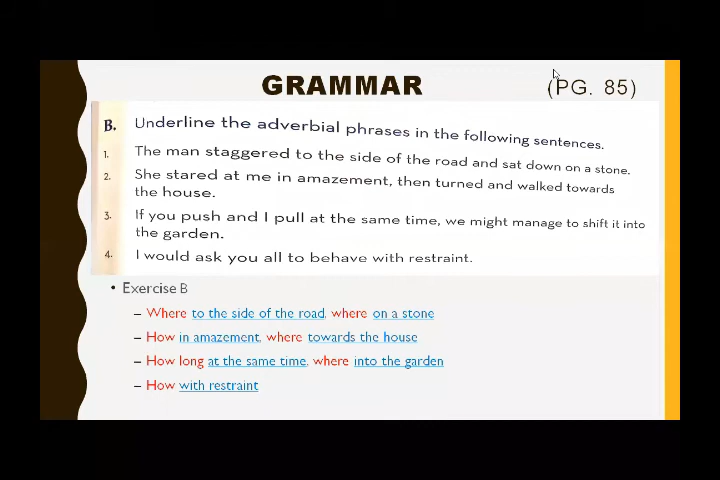 GRAMMAR (PG. 85)
B. Underline the adverbial phrases in the following sentences.
1. The man staggered to the side of the road and sat down on a stone.
2. She stared at me in amazement, then turned and walked towards
the house.
3. If you push and I pull at the same time, we might manage to shift it into
the garden.
4. I would ask you all to behave with restraint.
• Exercise B
– Where to the side of the road, where on a stone
– How in amazement, where towards the house
– How long at the same time, where into the garden
– How with restraint